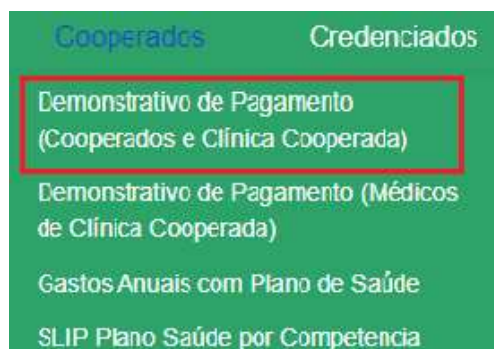 Cooperados Credenciados
Demonstrativo de Pagamento
(Cooperados e Clínica Cooperada)
Demonstrativo de Pagamento (Médicos
de Clínica Cooperada)
Gastos Anuais com Plano de Saúde
SLIP Plano Saúde por Competencia